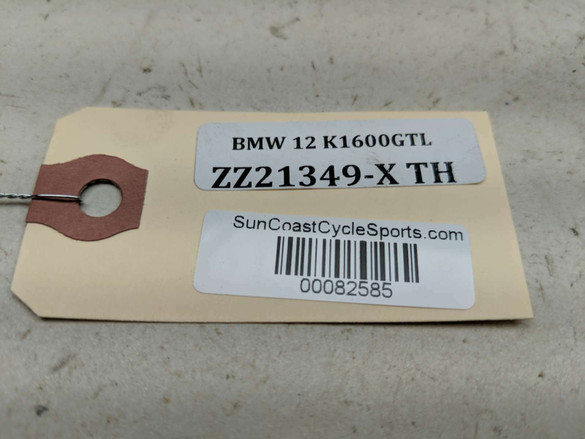 BMW 12 K1600GTL
ZZ21349-X TH
SunCoastCycleSports.com
00082585